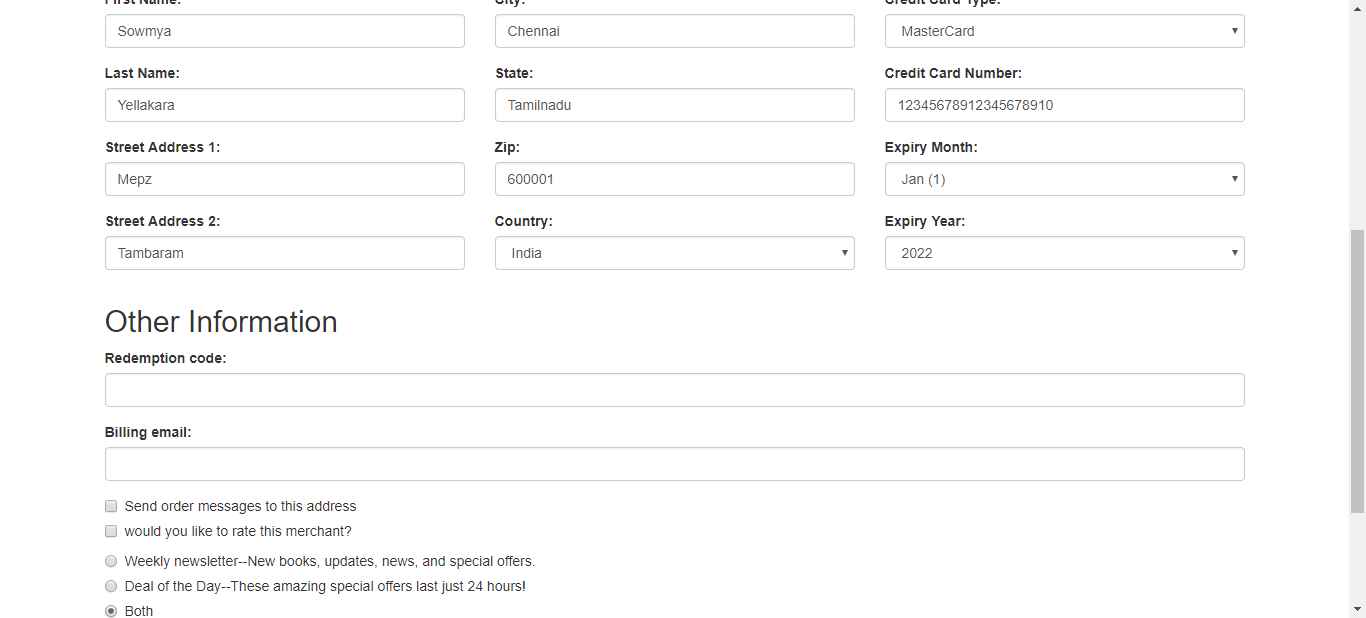 First Name: City: Credit Card Type:
Sowmya Chennai MasterCard
Last Name: State: Credit Card Number:
Yellakara Tamilnadu 12345678912345678910
Street Address 1: Zip: Expiry Month:
Mepz 600001 Jan (1)
Street Address 2: Country: Expiry Year:
Tambaram India 2022
Other Information
Redemption code:
Billing email:
Send order messages to this address
would you like to rate this merchant?
Weekly newsletter--New books, updates, news, and special offers.
Deal of the Day--These amazing special offers last just 24 hours!
Both